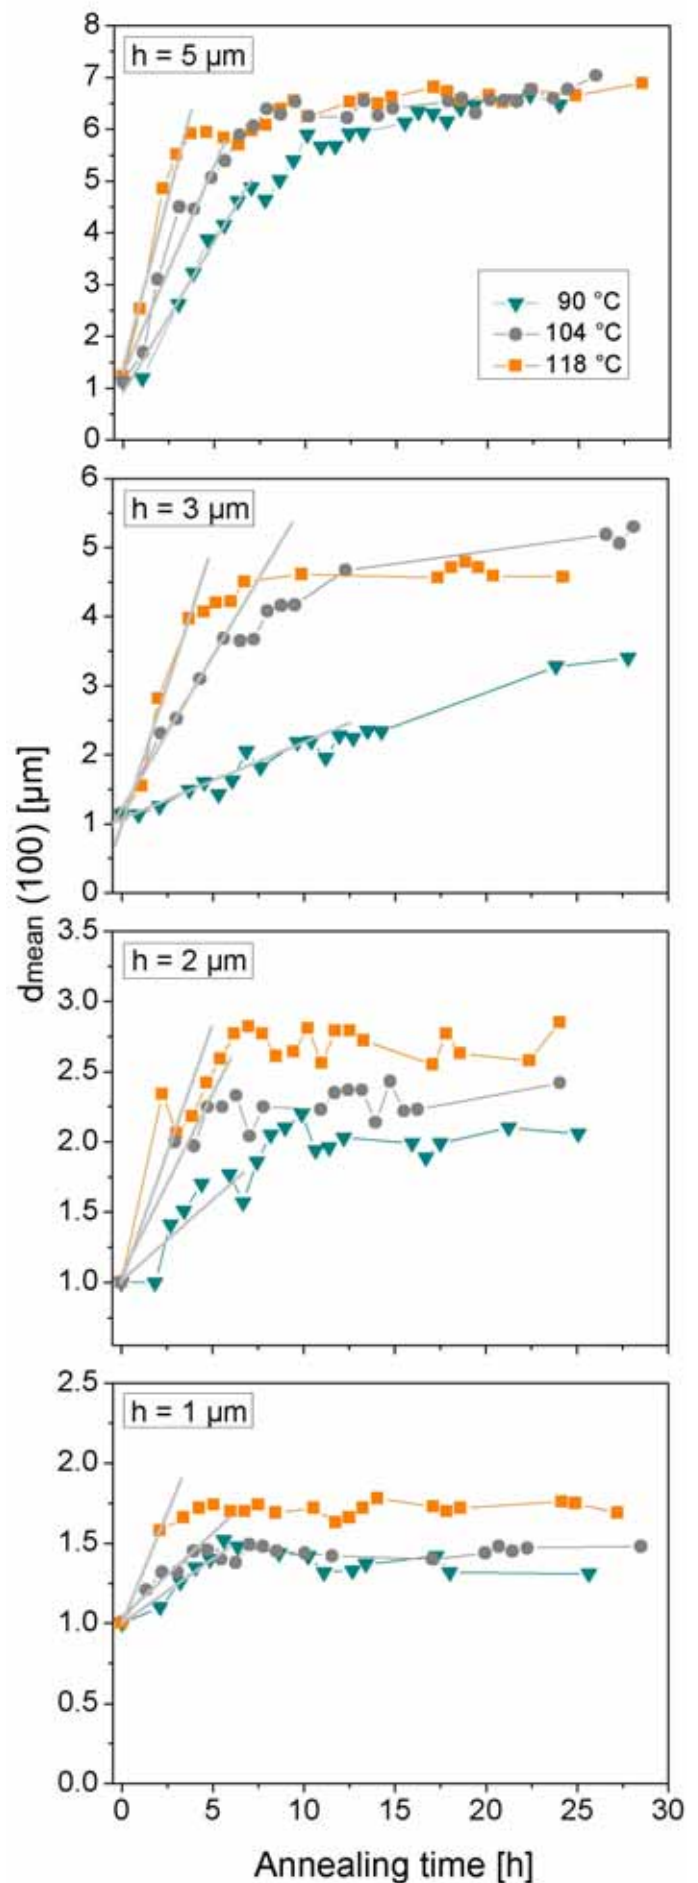 8
h = 5 µm
7
6
5
4
3
2
1
0
90 °C
104 °C
118 °C
6
h = 3 µm
5
4
3
2
1
0
dmean (100) [µm]
3.5
h = 2 µm
3.0
2.5
2.0
1.5
1.0
2.5
h = 1 µm
2.0
1.5
1.0
0.5
0.0
0 5 10 15 20 25 30
Annealing time [h]